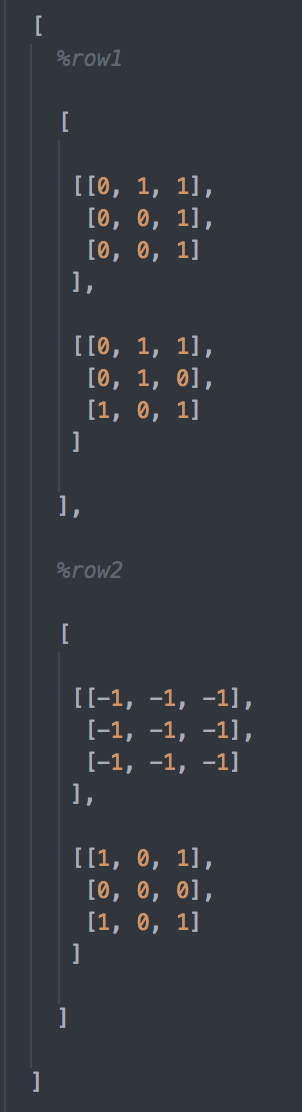 [
%row1
[
[[0, 1, 1],
[0, 0, 1],
[0, 0, 1]
],
[[0, 1, 1],
[0, 1, 0],
[1, 0, 1]
]
],
%row2
[
[[-1, -1, -1],
[-1, -1, -1],
[-1, -1, -1]
],
[[1, 0, 1],
[0, 0, 0],
[1, 0, 1]
]
]
]